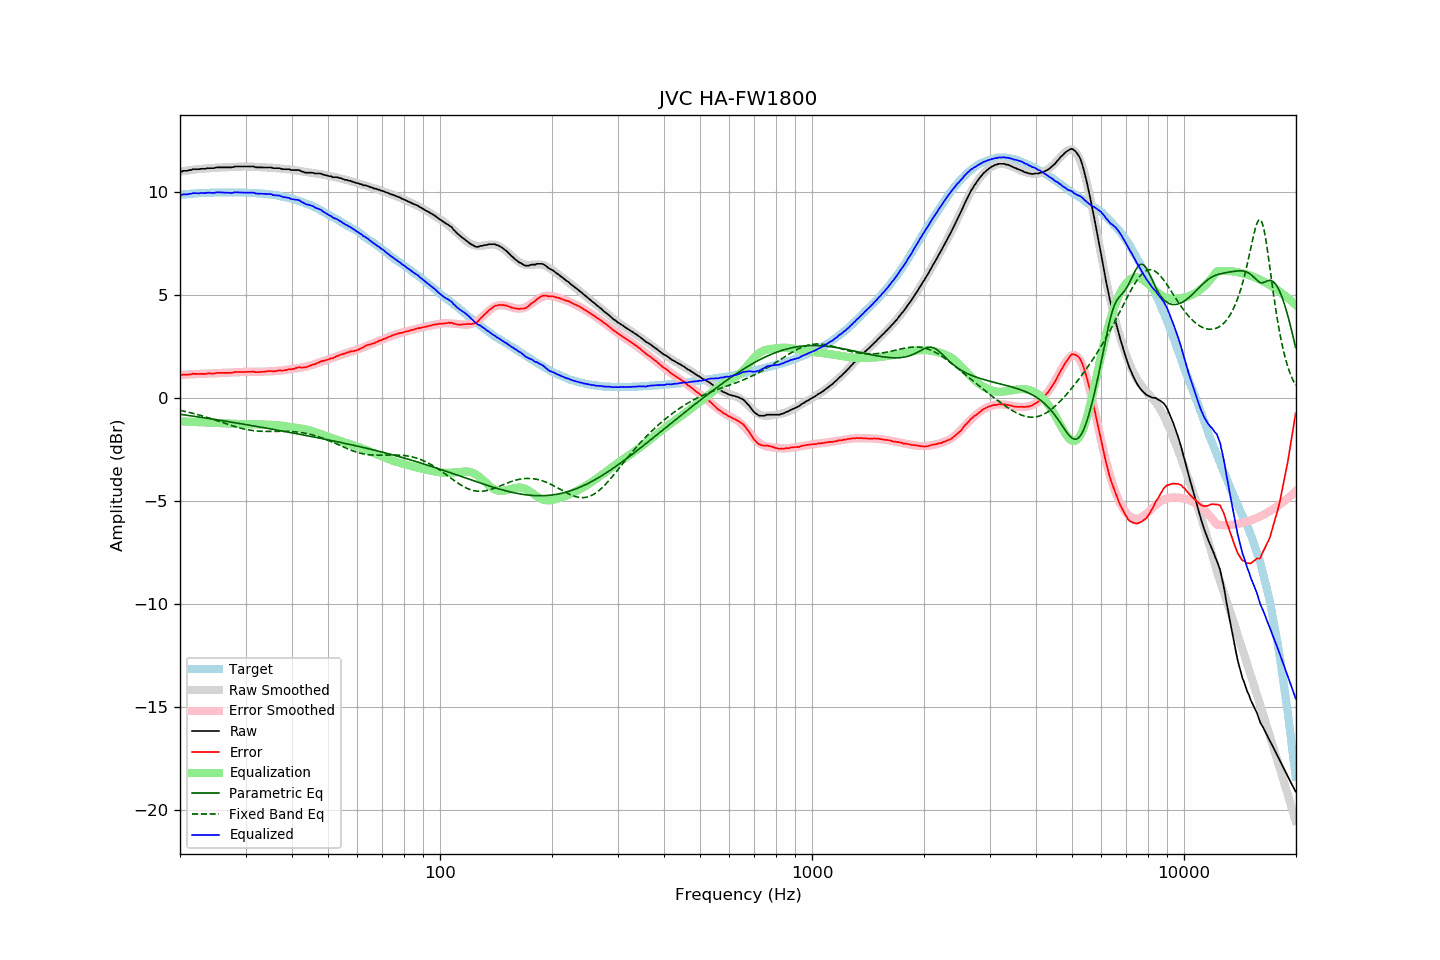 JVC HA-FW1800
Amplitude (dBr)
10
5
0
−5
−10
−15
−20
Target
Raw Smoothed
Error Smoothed
Raw
Error
Equalization
Parametric Eq
Fixed Band Eq
Equalized
100
1000
10000
Frequency (Hz)